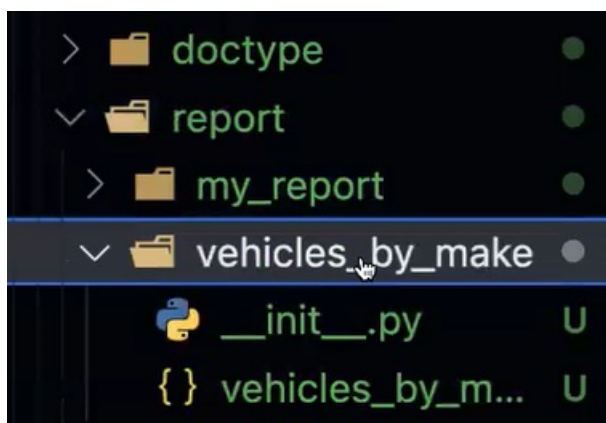 doctype
report
my_report
vehicles_by_make
__init__.py U
{ } vehicles_by_m... U